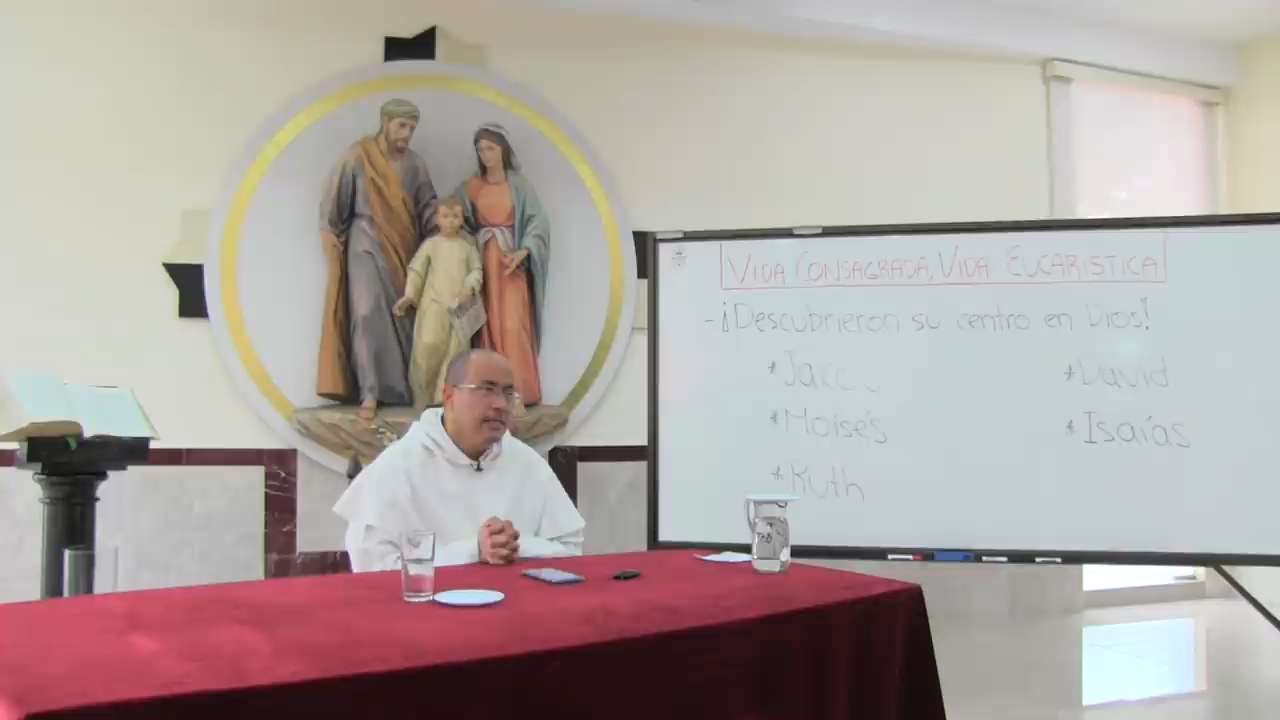 VIDA CONSAGRADA, VIDA EUCARISTICA
- ¡Descubrieron su centro en Dios!
* David
* Moisés * Isaías
* Ruth